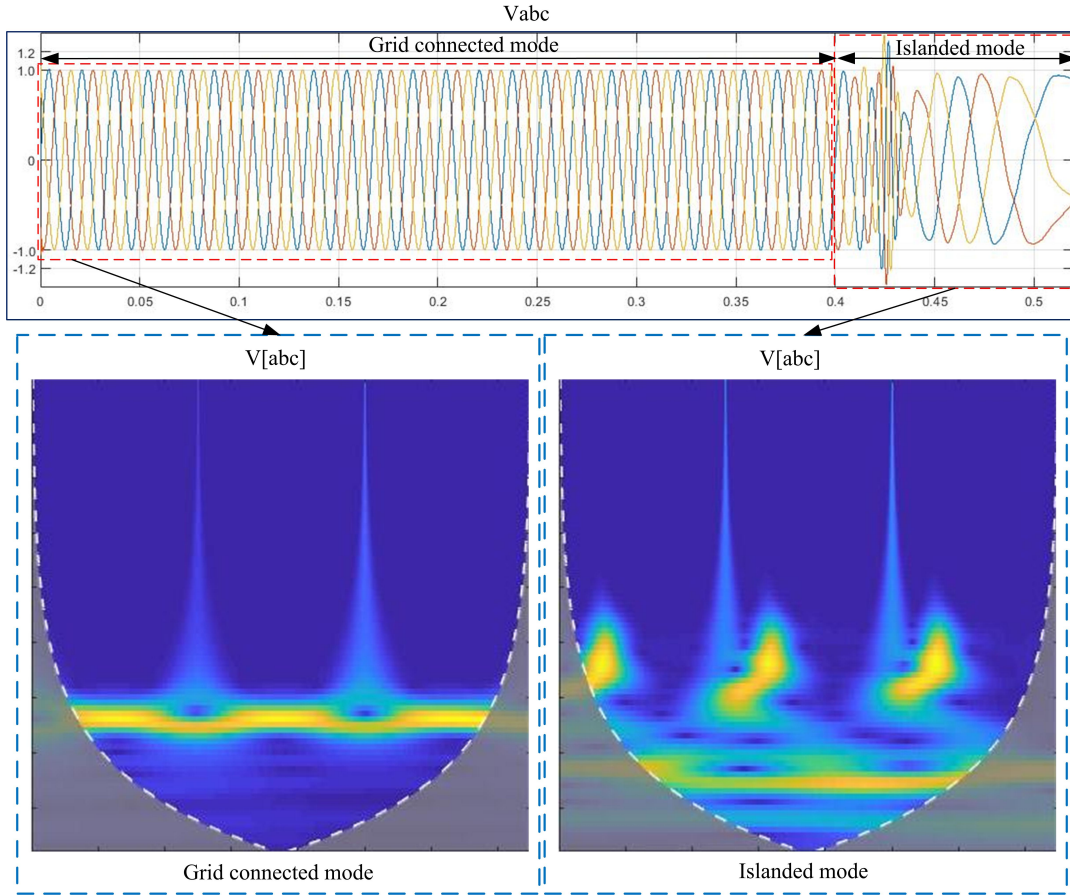 Vabc
Grid connected mode
Islanded mode
1.2
1.0
0
-1.0
-1.2
0 0.05 0.1 0.15 0.2 0.25 0.3 0.35 0.4 0.45 0.5
V[abc] V[abc]
Grid connected mode Islanded mode